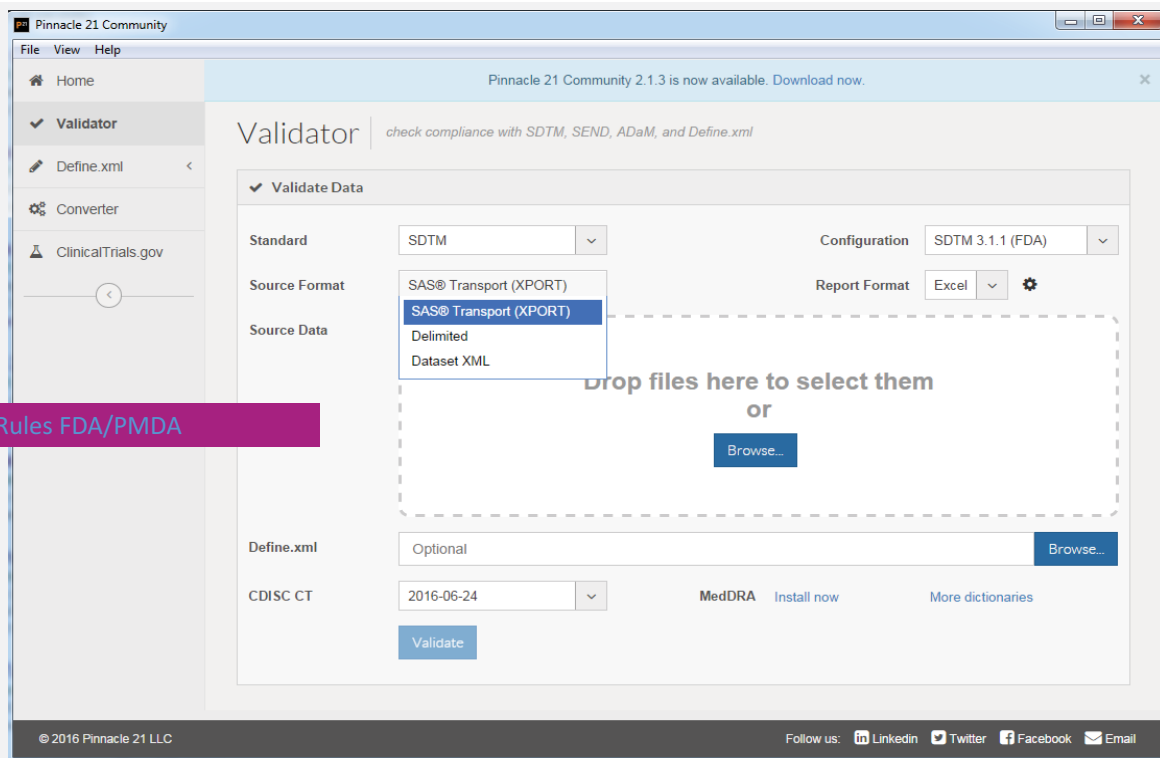 P21 Pinnacle 21 Community
File View Help
Home
Pinnacle 21 Community 2.1.3 is now available. Download now.
Validator
Validator check compliance with SDTM, SEND, ADaM, and Define.xml
Define.xml
Validate Data
Converter
Standard SDTM Configuration SDTM 3.1.1 (FDA)
ClinicalTrials.gov
Source Format SAS® Transport (XPORT) Report Format Excel
SAS® Transport (XPORT)
Source Data
Delimited
Dataset XML
Drop files here to select them
or
Rules FDA/PMDA
Browse...
Define.xml Optional Browse...
CDISC CT 2016-06-24 MedDRA Install now More dictionaries
Validate
© 2016 Pinnacle 21 LLC Follow us: in Linkedin Twitter f Facebook Email